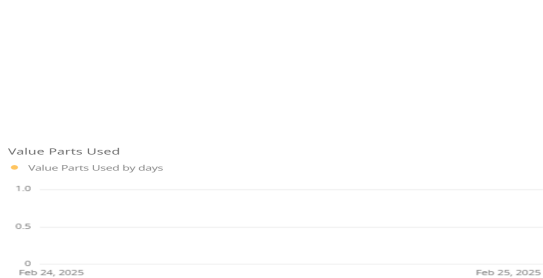 Value Parts Used
Value Parts Used by days
1.0
0.5
0
Feb 24, 2025 Feb 25, 2025